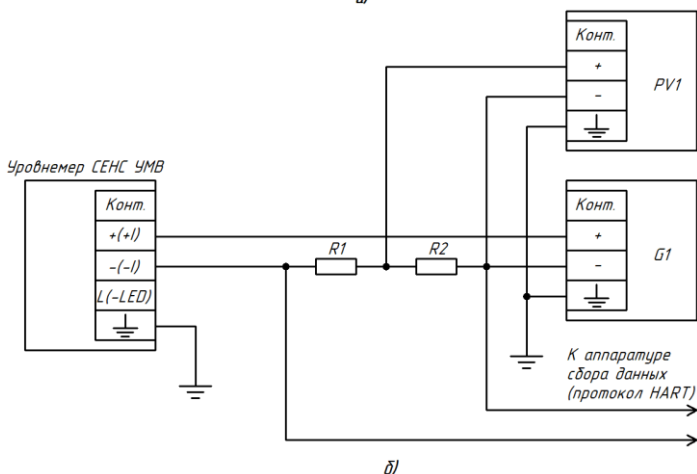 а)
Конт.
+
-
PV1
Уровнемер СЕНС УМВ
Конт.
+(+I)
-(-I)
L(-LED)
R1
R2
Конт.
+
-
G1
К аппаратуре
сбора данных
(протокол HART)
б)